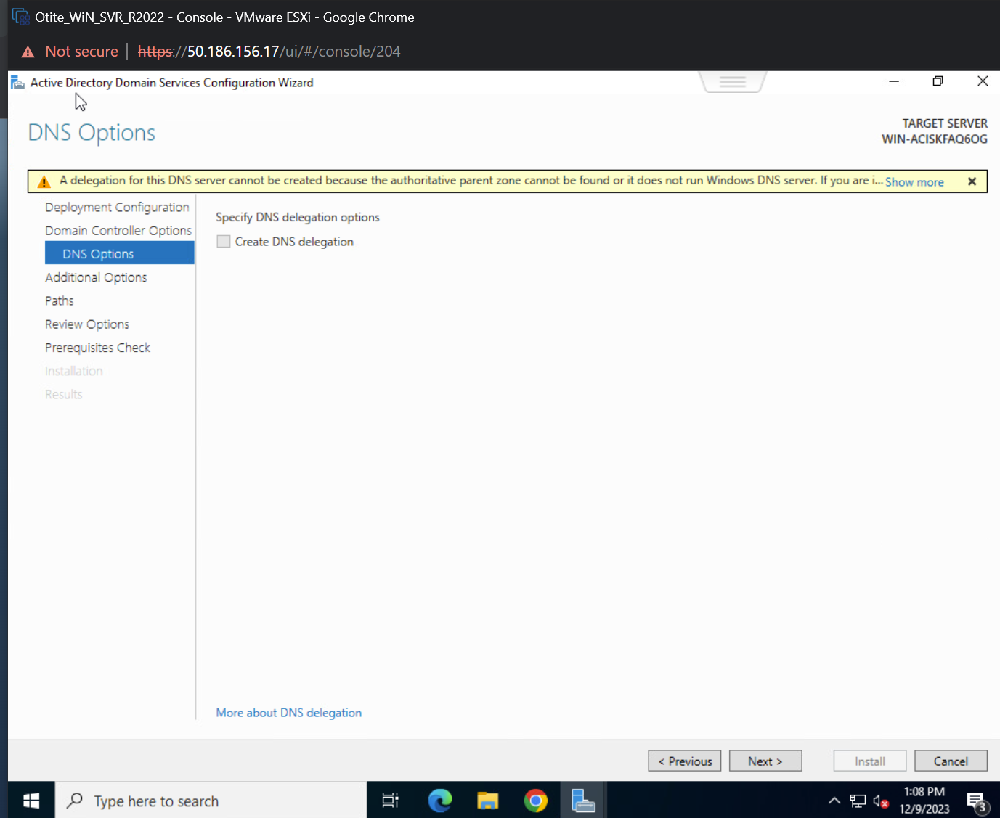 Otite_WiN_SVR_R2022 - Console - VMware ESXi - Google Chrome
Not secure | https://50.186.156.17/ui/#/console/204
Active Directory Domain Services Configuration Wizard
DNS Options
TARGET SERVER
WIN-ACISKFAQ6OG
A delegation for this DNS server cannot be created because the authoritative parent zone cannot be found or it does not run Windows DNS server. If you are i... Show more
Deployment Configuration
Domain Controller Options
DNS Options
Additional Options
Paths
Review Options
Prerequisites Check
Installation
Results
Specify DNS delegation options
Create DNS delegation
More about DNS delegation
< Previous
Next >
Install
Cancel
Type here to search
1:08 PM
12/9/2023
3